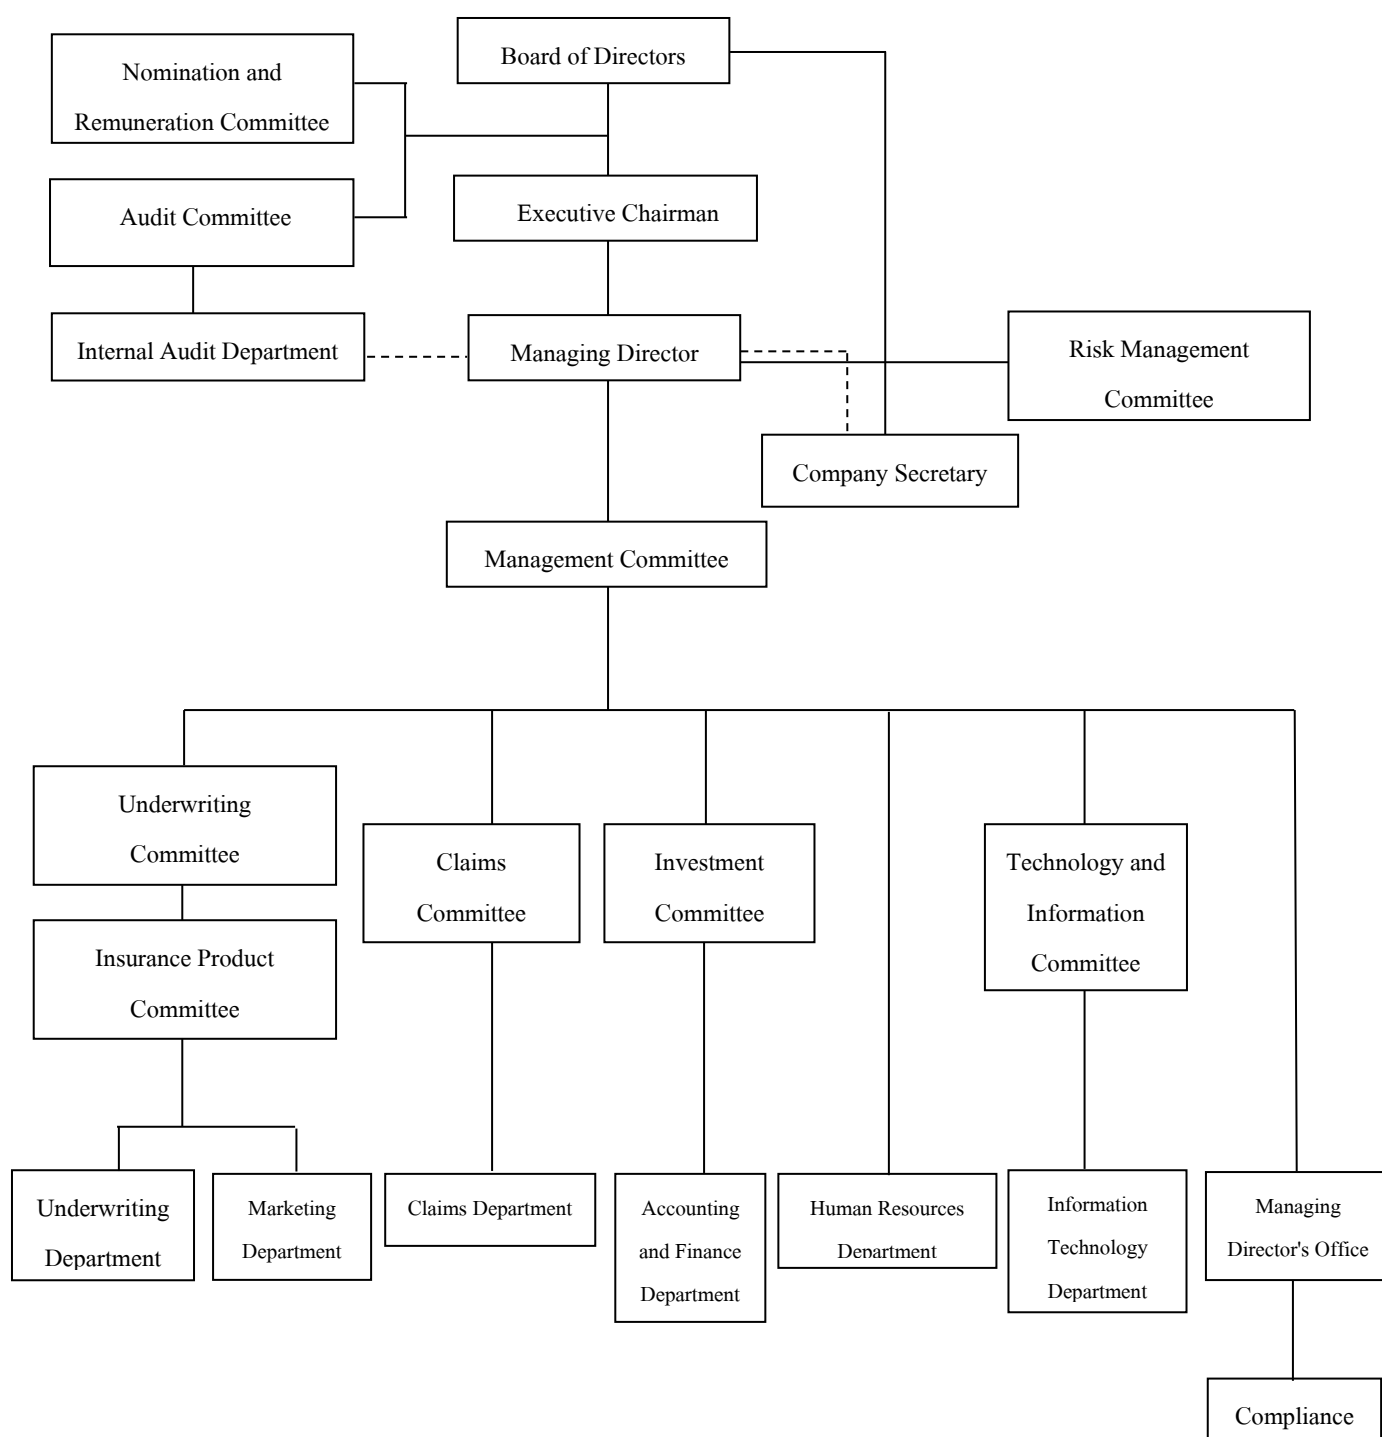 Board of Directors
Nomination and
Remuneration Committee
Audit Committee
Executive Chairman
Internal Audit Department
Managing Director
Risk Management
Committee
Company Secretary
Management Committee
Underwriting
Committee
Claims
Committee
Investment
Committee
Technology and
Information
Committee
Insurance Product
Committee
Underwriting
Department
Marketing
Department
Claims Department
Accounting
and Finance
Department
Human Resources
Department
Information
Technology
Department
Managing
Director's Office
Compliance